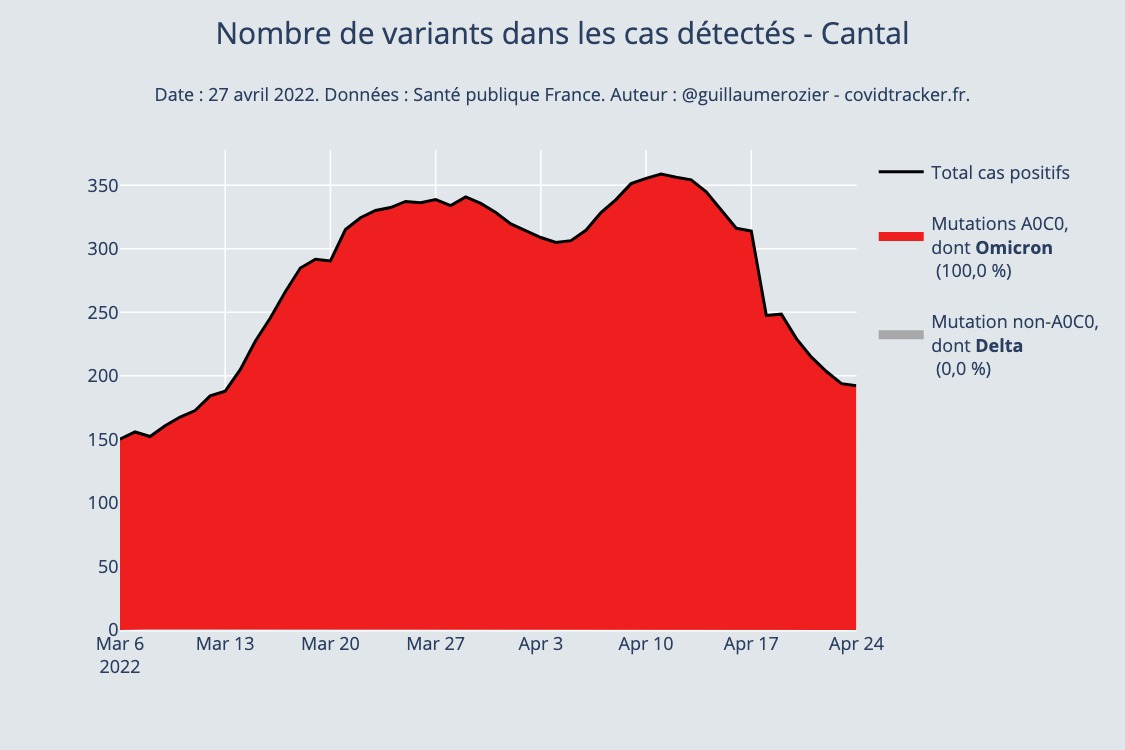 Nombre de variants dans les cas détectés - Cantal
Date : 27 avril 2022. Données : Santé publique France. Auteur : @guillaumerozier - covidtracker.fr.
350
300
250
200
150
100
50
0
Mar 6
2022
Mar 13
Mar 20
Mar 27
Apr 3
Apr 10
Apr 17
Apr 24
Total cas positifs
Mutations A0C0,
dont Omicron
(100,0 %)
Mutation non-A0C0,
dont Delta
(0,0 %)